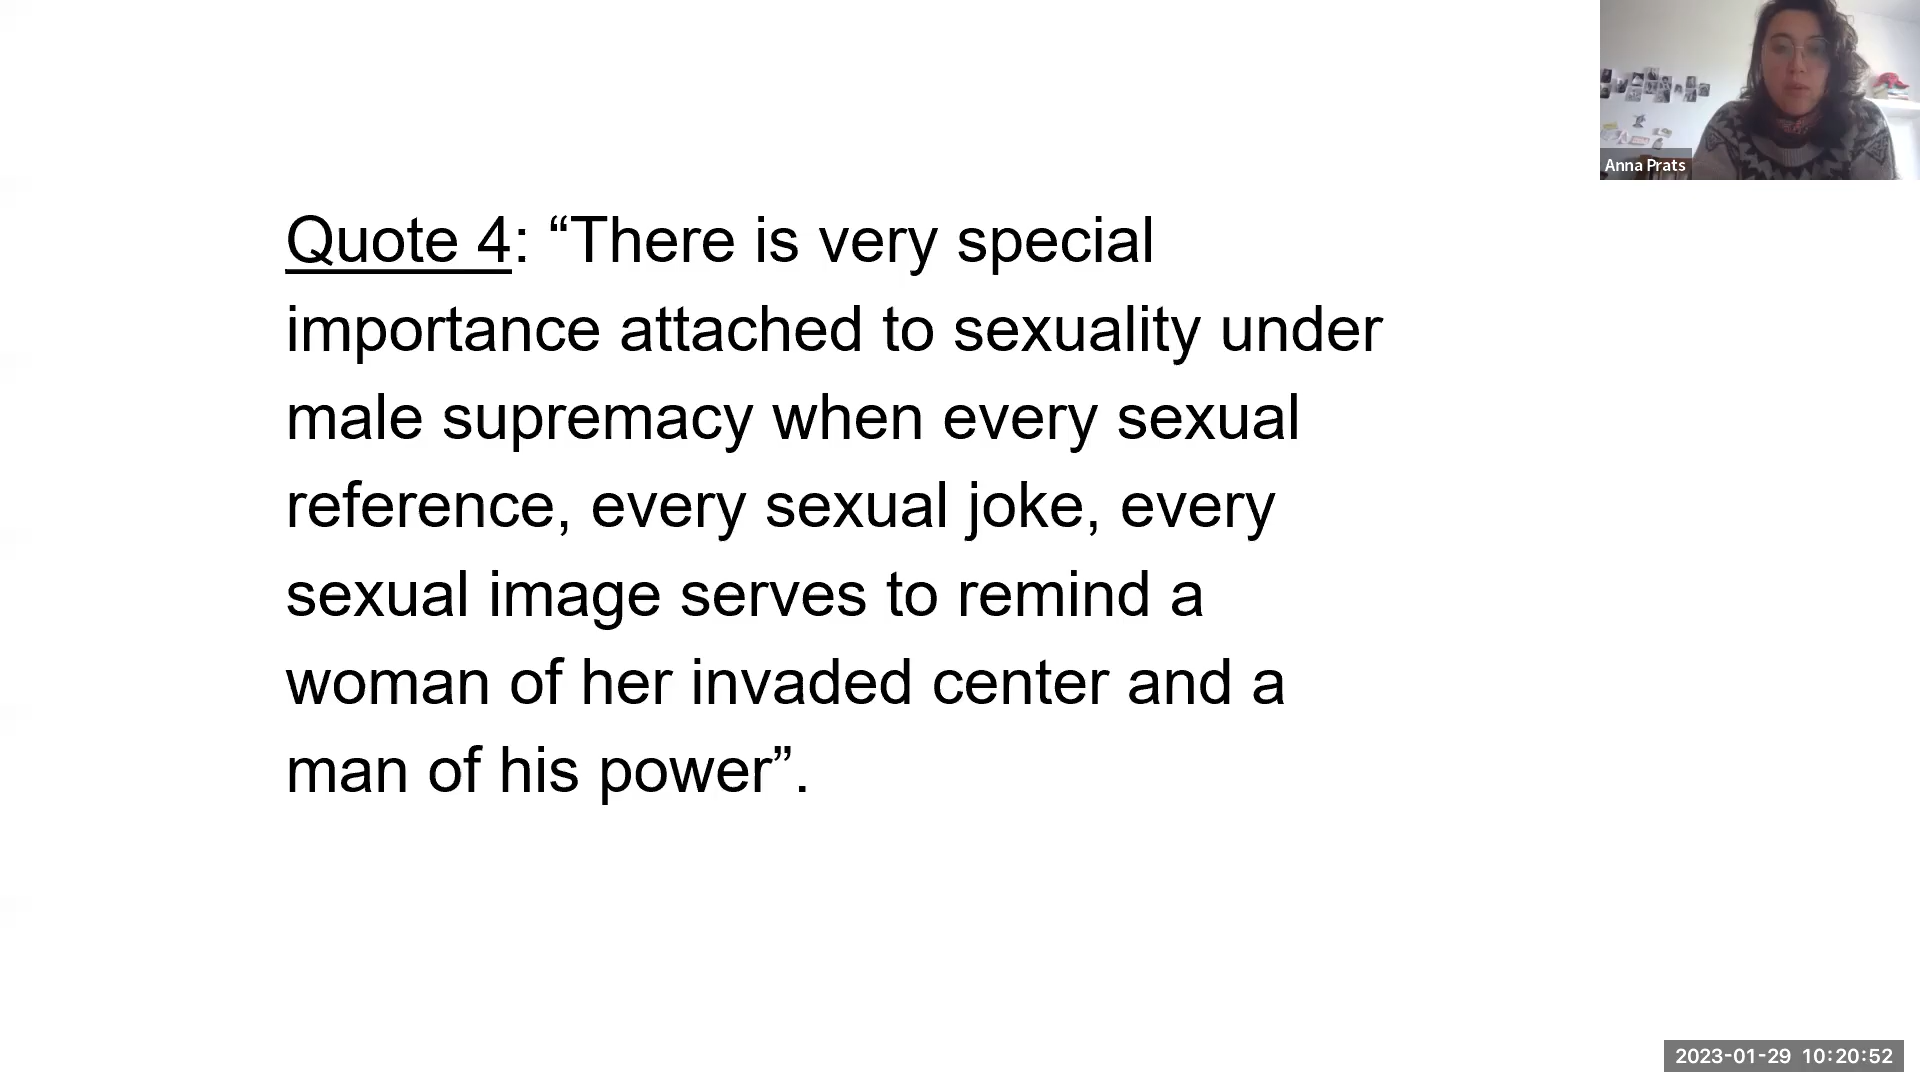 Anna Prats
Quote 4: “There is very special
importance attached to sexuality under
male supremacy when every sexual
reference, every sexual joke, every
sexual image serves to remind a
woman of her invaded center and a
man of his power”.
2023-01-29 10:20:52